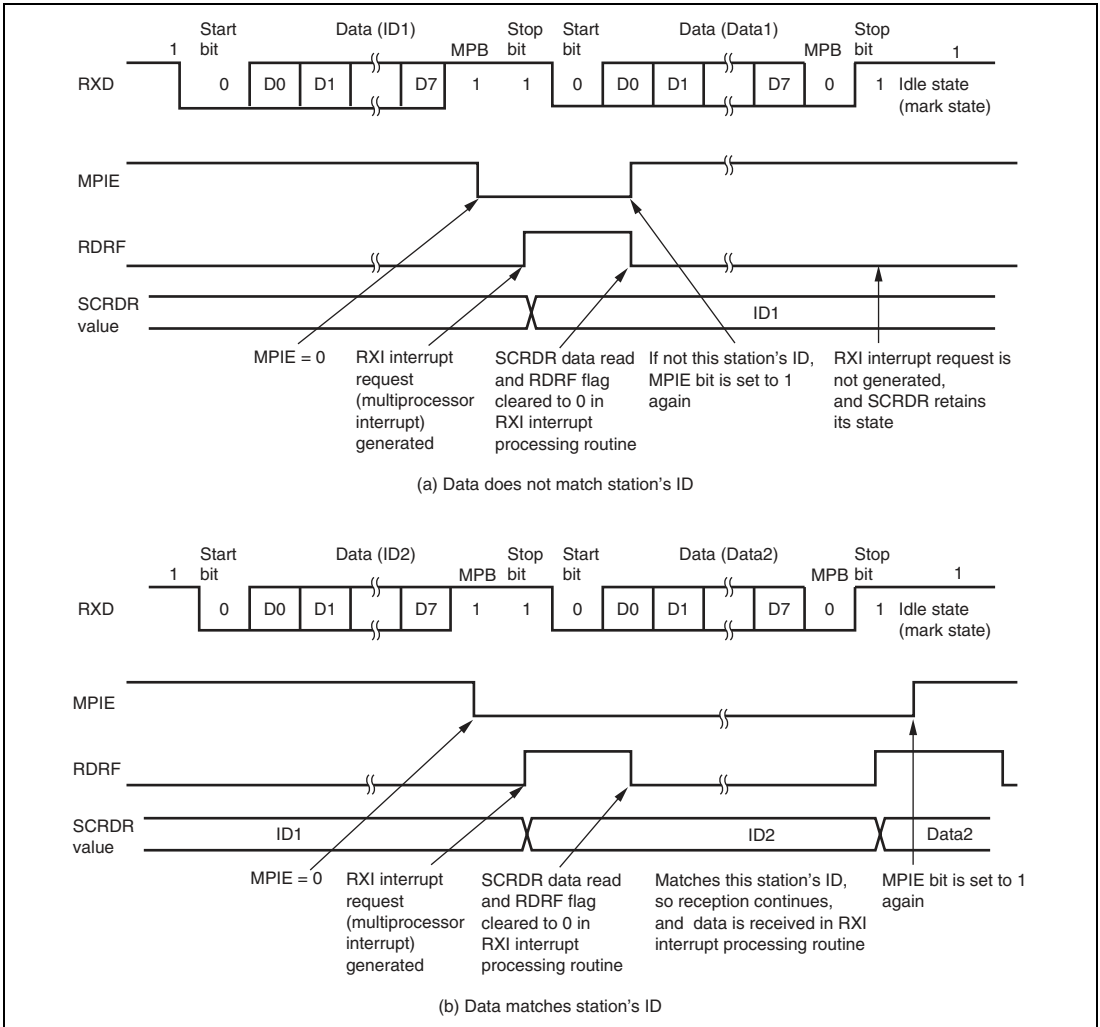 Start Data (ID1) Stop Start Data (Data1) Stop
1 bit MPB bit bit MPB bit 1
RXD 0 D0 D1 D7 1 1 0 D0 D1 D7 0 1 Idle state
(mark state)
MPIE
RDRF
SCRDR
value
ID1
MPIE = 0
RXI interrupt
request
(multiprocessor
interrupt)
generated
SCRDR data read
and RDRF flag
cleared to 0 in
RXI interrupt
processing routine
If not this station's ID,
MPIE bit is set to 1
again
RXI interrupt request is
not generated,
and SCRDR retains
its state
(a) Data does not match station's ID
Start Data (ID2) Stop Start Data (Data2) Stop
1 bit MPB bit bit MPB bit 1
RXD 0 D0 D1 D7 1 1 0 D0 D1 D7 0 1 Idle state
(mark state)
MPIE
RDRF
SCRDR
value
ID1 ID2 Data2
MPIE = 0
RXI interrupt
request
(multiprocessor
interrupt)
generated
SCRDR data read
and RDRF flag
cleared to 0 in
RXI interrupt
processing routine
Matches this station's ID,
so reception continues,
and data is received in RXI
interrupt processing routine
MPIE bit is set to 1
again
(b) Data matches station's ID